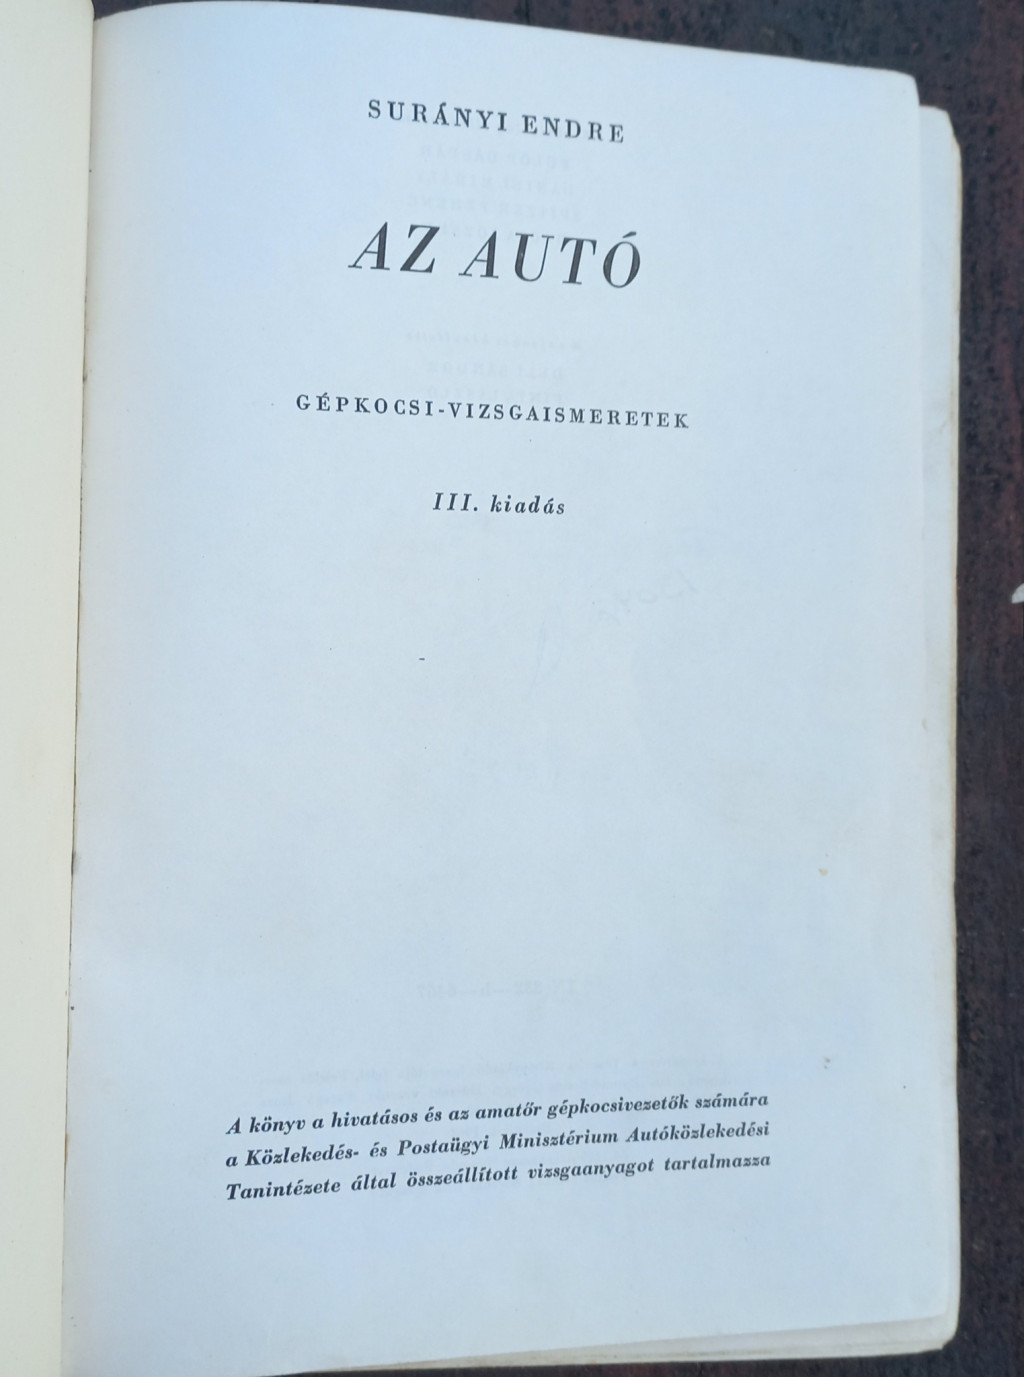 SURÁNYI ENDRE
AZ AUTÓ
GÉPKOCSI-VIZSGAISMERETEK
III. kiadás
A könyv a hivatásos és az amatőr gépkocsivezetők számára
a Közlekedés- és Postaügyi Minisztérium Autóközlekedési
Tanintézete által összeállított vizsgaanyagot tartalmazza